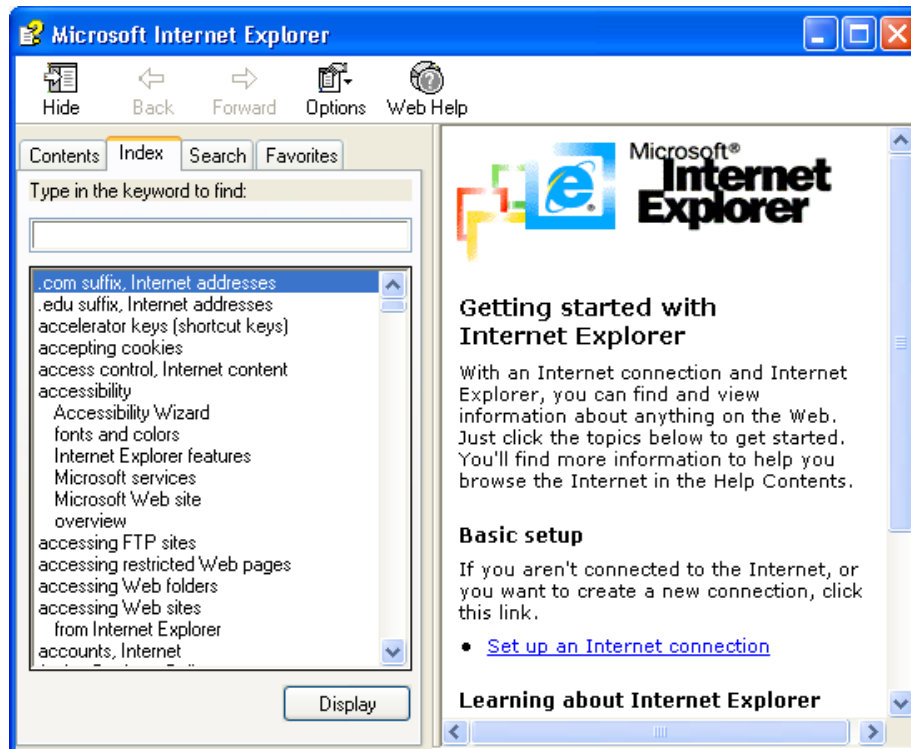 Microsoft Internet Explorer
Hide Back Forward Options Web Help
Contents Index Search Favorites
Type in the keyword to find:
.com suffix, Internet addresses
.edu suffix, Internet addresses
accelerator keys (shortcut keys)
accepting cookies
access control, Internet content
accessibility
Accessibility Wizard
fonts and colors
Internet Explorer features
Microsoft services
Microsoft Web site
overview
accessing FTP sites
accessing restricted Web pages
accessing Web folders
accessing Web sites
from Internet Explorer
accounts, Internet
Display
Microsoft®
Internet
Explorer
Getting started with
Internet Explorer
With an Internet connection and Internet
Explorer, you can find and view
information about anything on the Web.
Just click the topics below to get started.
You'll find more information to help you
browse the Internet in the Help Contents.
Basic setup
If you aren't connected to the Internet, or
you want to create a new connection, click
this link.
• Set up an Internet connection
Learning about Internet Explorer